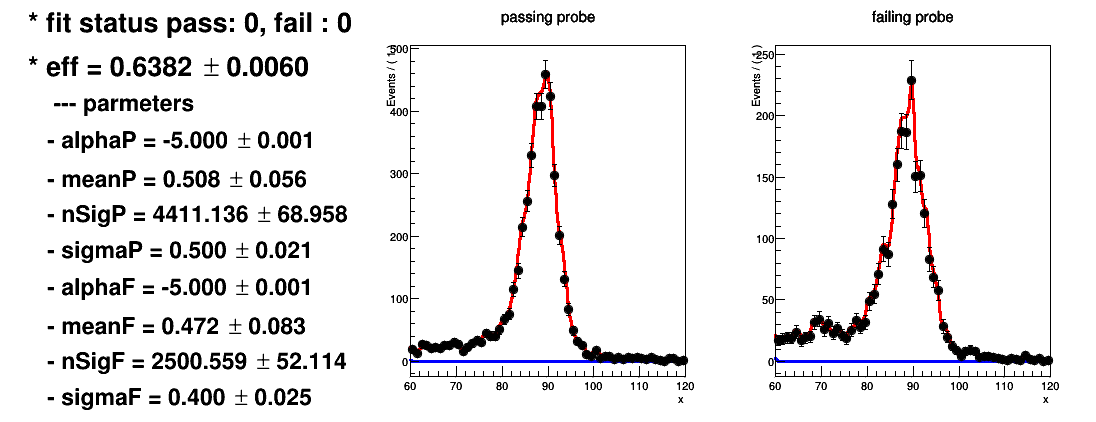 * fit status pass: 0, fail : 0
* eff = 0.6382 ± 0.0060
--- parmeters
- alphaP = -5.000 ± 0.001
- meanP = 0.508 ± 0.056
- nSigP = 4411.136 ± 68.958
- sigmaP = 0.500 ± 0.021
- alphaF = -5.000 ± 0.001
- meanF = 0.472 ± 0.083
- nSigF = 2500.559 ± 52.114
- sigmaF = 0.400 ± 0.025
passing probe
Events / (
500
400
300
200
100
0
60 70 80 90 100 110 120
x
failing probe
Events / (
250
200
150
100
50
0
60 70 80 90 100 110 120
x